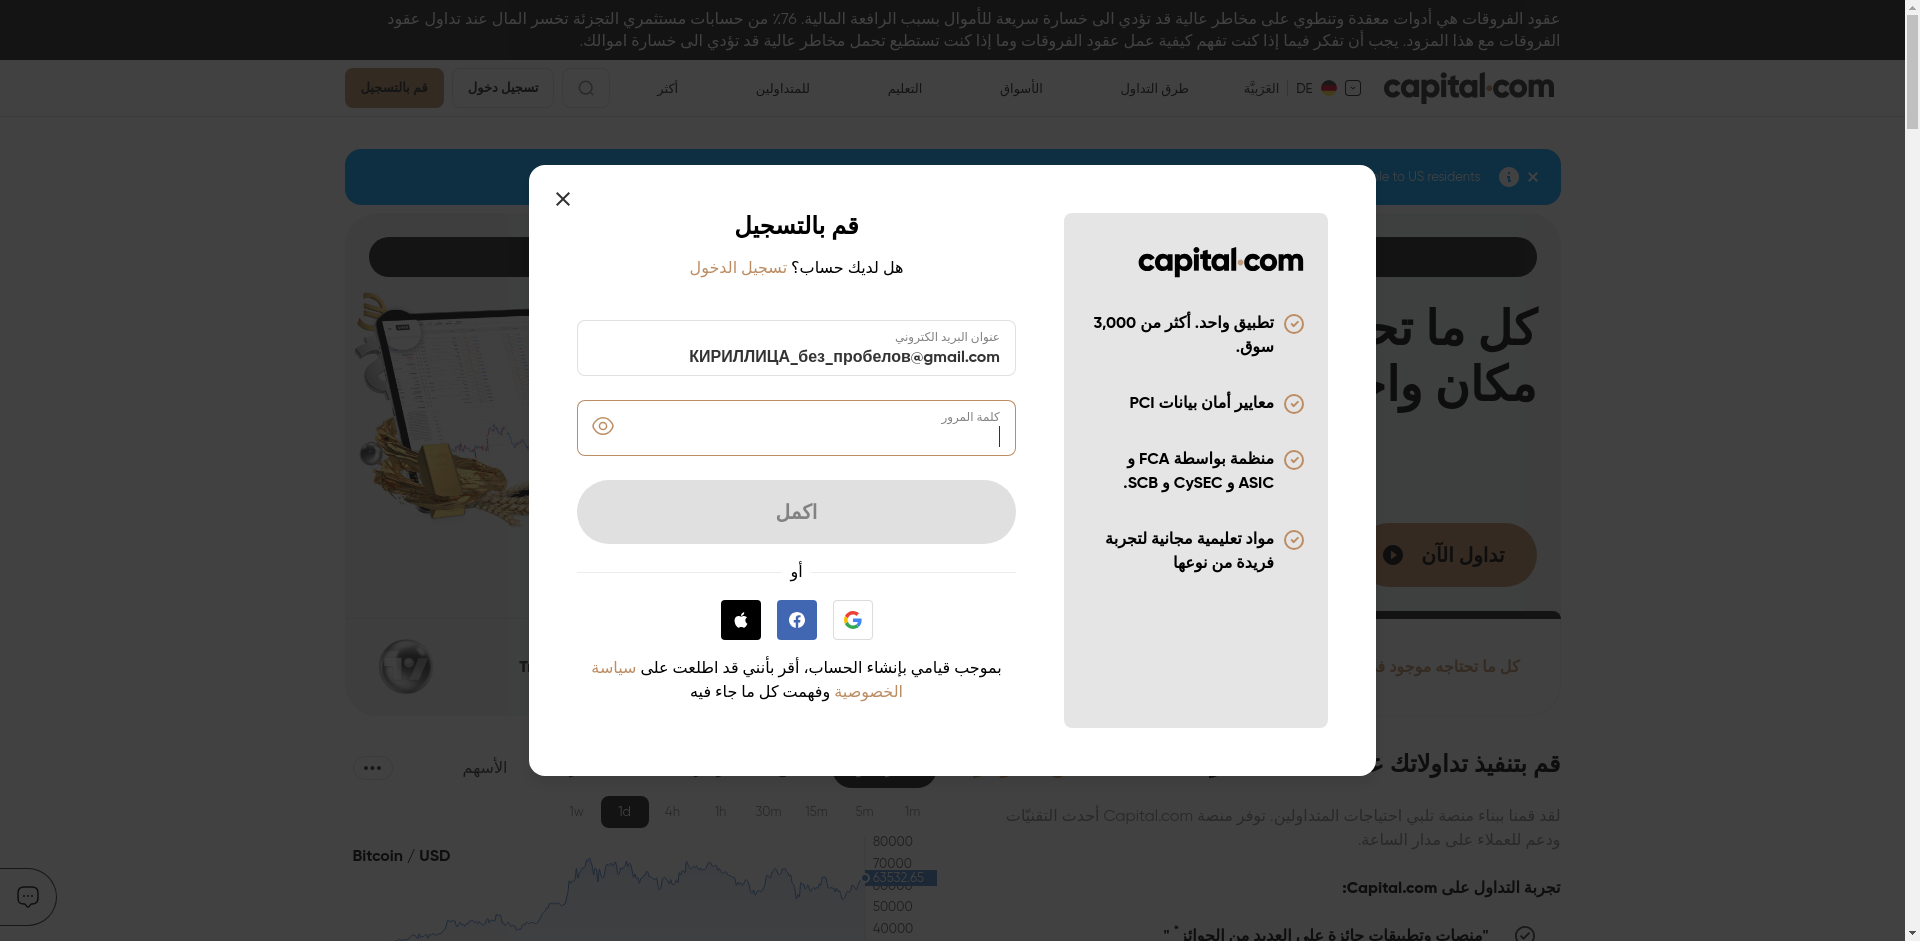 عقود الفروقات هي أدوات معقدة وتنطوي على مخاطر عالية قد تؤدي الى خسارة سريعة للأموال بسبب الرافعة المالية. 76٪ من حسابات مستثمري التجزئة تخسر المال عند تداول عقود
الفروقات مع هذا المزود. يجب أن تفكر فيما إذا كنت تفهم كيفية عمل عقود الفروقات وما إذا كنت تستطيع تحمل مخاطر عالية قد تؤدي الى خسارة اموالك.
capital.com
DE
العَرَبِيَّة
طرق التداول
الأسواق
التعليم
للمتداولين
أكثر
تسجيل دخول
قم بالتسجيل
to US residents
كل ما
مكان
تداول الآن
كل ما تحتاجه موجود
capital.com
تطبيق واحد. أكثر من 3,000
سوق.
معايير أمان بيانات PCI
منظمة بواسطة FCA و
ASIC و CySEC و SCB.
مواد تعليمية مجانية لتجربة
فريدة من نوعها
قم بالتسجيل
هل لديك حساب؟ تسجيل الدخول
عنوان البريد الكتروني
КИРИЛЛИЦА_без_пробелов@gmail.com
كلمة المرور
اكمل
أو
بموجب قيامي بإنشاء الحساب، أقر بأنني قد اطلعت على سياسة
الخصوصية وفهمت كل ما جاء فيه
قم بتنفيذ تداولاتك
لقد قمنا ببناء منصة تلبي احتياجات المتداولين. توفر منصة Capital.com أحدث التقنيّات
ودعم للعملاء على مدار الساعة.
تجربة التداول على Capital.com:
"منصات وتطبيقات حائزة على العديد من الجوائز* "
الأسهم
1w 1d 4h 1h 30m 15m 5m 1m
Bitcoin / USD
80000
70000
63532.65
60000
50000
40000